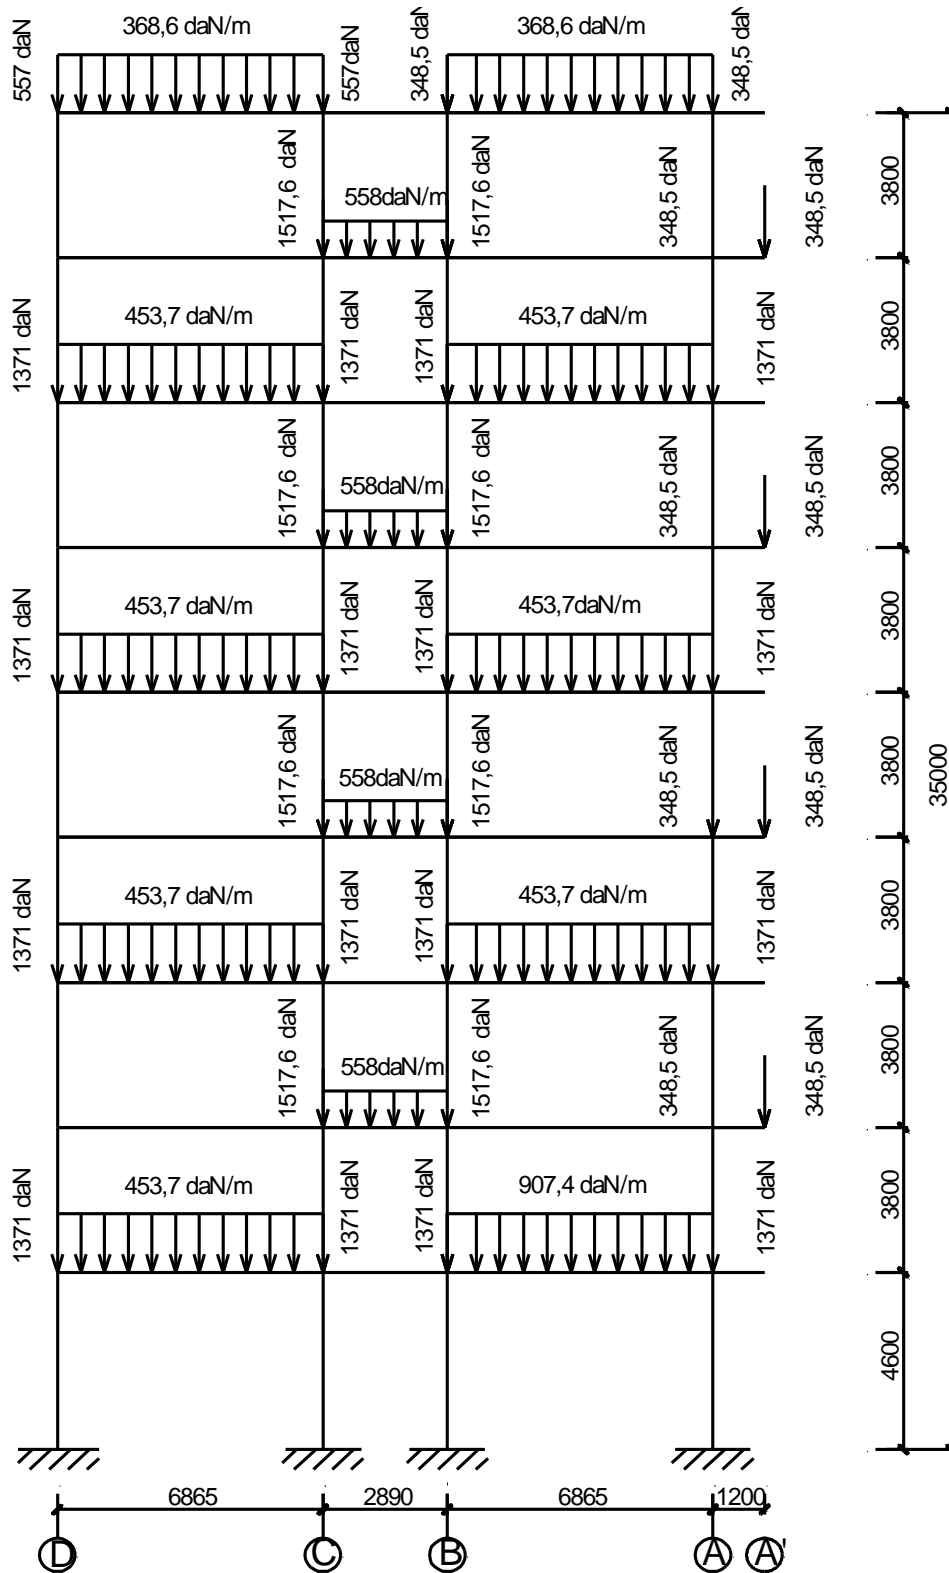 557 daN
368,6 daN/m
557daN
348,5 daN
368,6 daN/m
348,5 daN
1517,6 daN
558daN/m
1517,6 daN
348,5 daN
348,5 daN
3800
1371 daN
453,7 daN/m
1371 daN
1371 daN
453,7 daN/m
1371 daN
3800
1517,6 daN
558daN/m
1517,6 daN
348,5 daN
348,5 daN
3800
1371 daN
453,7 daN/m
1371 daN
1371 daN
453,7daN/m
1371 daN
3800
1517,6 daN
558daN/m
1517,6 daN
348,5 daN
348,5 daN
3800
35000
1371 daN
453,7 daN/m
1371 daN
1371 daN
453,7 daN/m
1371 daN
3800
1517,6 daN
558daN/m
1517,6 daN
348,5 daN
348,5 daN
3800
1371 daN
453,7 daN/m
1371 daN
1371 daN
907,4 daN/m
1371 daN
3800
4600
6865
2890
6865
1200
D
C
B
A
A'